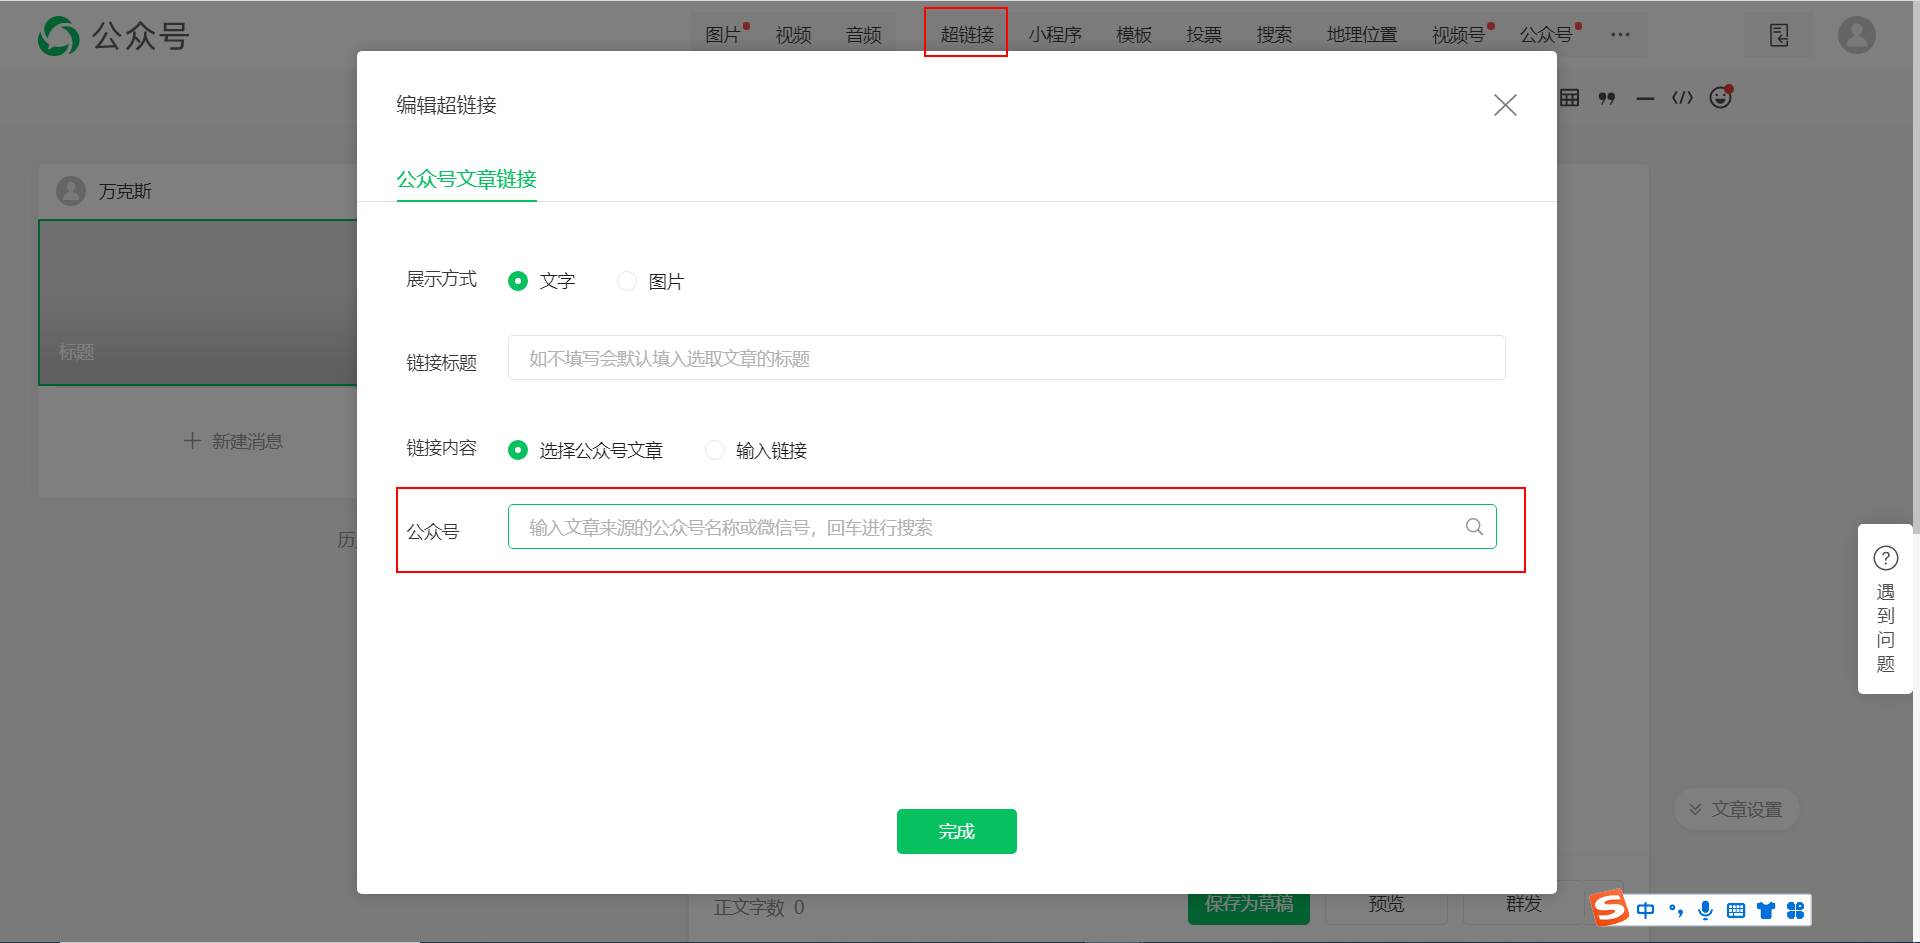 公众号
图片 视频 音频 超链接 小程序 模板 投票 搜索 地理位置 视频号 公众号 ···
编辑超链接
公众号文章链接
万克斯
展示方式 文字 图片
标题
链接标题 如不填写会默认填入选取文章的标题
链接内容 选择公众号文章 输入链接
+ 新建消息
公众号 输入文章来源的公众号名称或微信号，回车进行搜索
历
?
遇
到
问
题
文章设置
完成
正文字数 0 保存为草稿 预览 群发
S 中